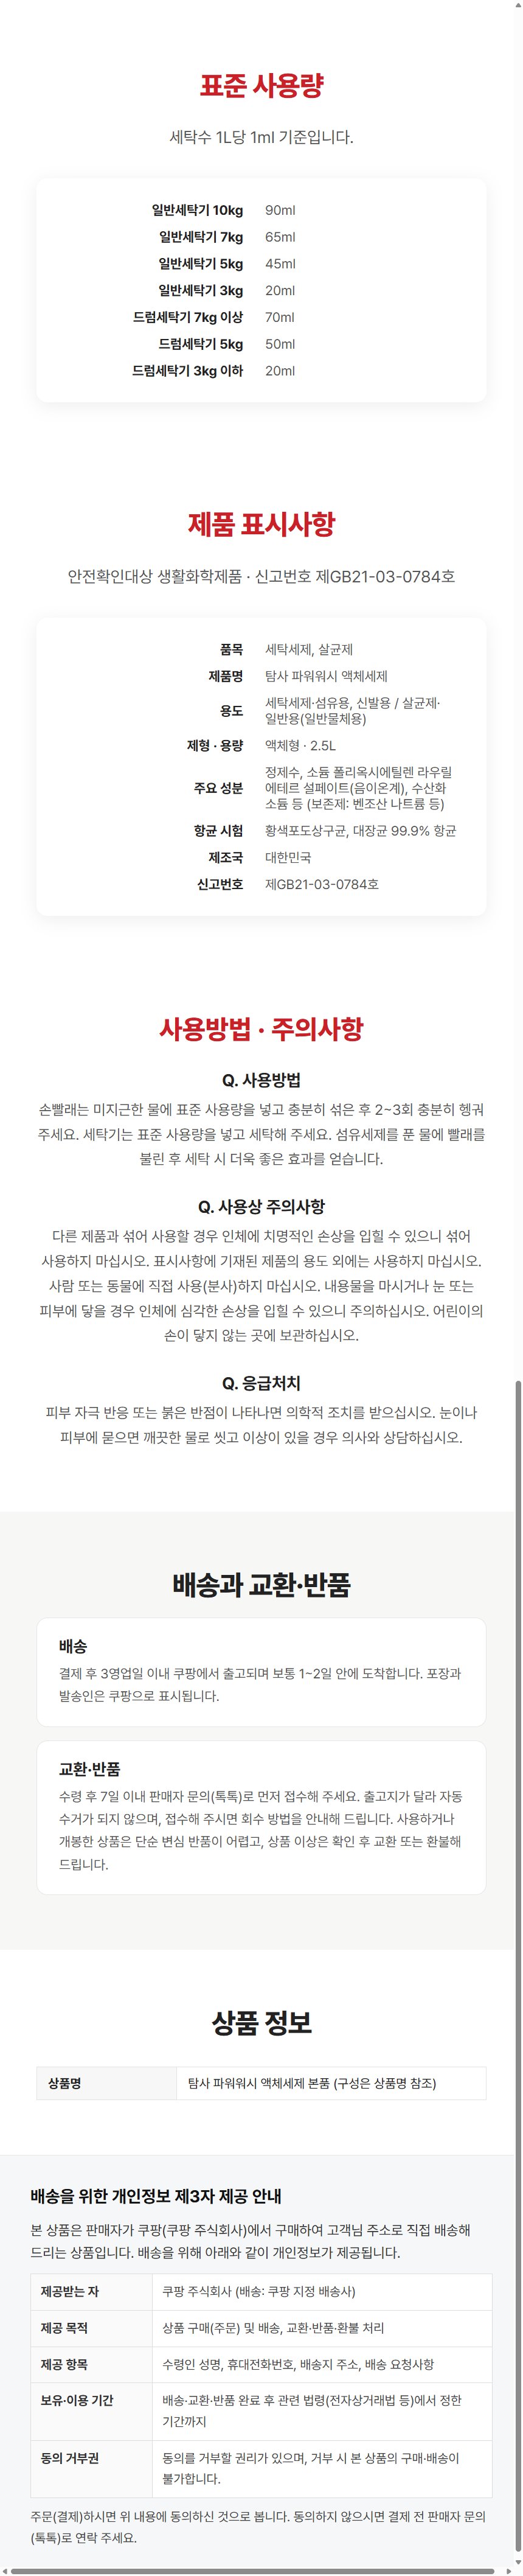 표준 사용량
세탁수 1L당 1ml 기준입니다.
일반세탁기 10kg 90ml
일반세탁기 7kg 65ml
일반세탁기 5kg 45ml
일반세탁기 3kg 20ml
드럼세탁기 7kg 이상 70ml
드럼세탁기 5kg 50ml
드럼세탁기 3kg 이하 20ml
제품 표시사항
안전확인대상 생활화학제품 · 신고번호 제GB21-03-0784호
품목 세탁세제, 살균제
제품명 탐사 파워워시 액체세제
용도 세탁세제·섬유용, 신발용 / 살균제·
일반용(일반물체용)
제형 · 용량 액체형 · 2.5L
주요 성분 정제수, 소듐 폴리옥시에틸렌 라우릴
에테르 설페이트(음이온계), 수산화
소듐 등 (보존제: 벤조산 나트륨 등)
항균 시험 황색포도상구균, 대장균 99.9% 항균
제조국 대한민국
신고번호 제GB21-03-0784호
사용방법 · 주의사항
Q. 사용방법
손빨래는 미지근한 물에 표준 사용량을 넣고 충분히 섞은 후 2~3회 충분히 헹궈
주세요. 세탁기는 표준 사용량을 넣고 세탁해 주세요. 섬유세제를 푼 물에 빨래를
불린 후 세탁 시 더욱 좋은 효과를 얻습니다.
Q. 사용상 주의사항
다른 제품과 섞어 사용할 경우 인체에 치명적인 손상을 입힐 수 있으니 섞어
사용하지 마십시오. 표시사항에 기재된 제품의 용도 외에는 사용하지 마십시오.
사람 또는 동물에 직접 사용(분사)하지 마십시오. 내용물을 마시거나 눈 또는
피부에 닿을 경우 인체에 심각한 손상을 입힐 수 있으니 주의하십시오. 어린이의
손이 닿지 않는 곳에 보관하십시오.
Q. 응급처치
피부 자극 반응 또는 붉은 반점이 나타나면 의학적 조치를 받으십시오. 눈이나
피부에 묻으면 깨끗한 물로 씻고 이상이 있을 경우 의사와 상담하십시오.
배송과 교환·반품
배송
결제 후 3영업일 이내 쿠팡에서 출고되며 보통 1~2일 안에 도착합니다. 포장과
발송인은 쿠팡으로 표시됩니다.
교환·반품
수령 후 7일 이내 판매자 문의(톡톡)로 먼저 접수해 주세요. 출고지가 달라 자동
수거가 되지 않으며, 접수해 주시면 회수 방법을 안내해 드립니다. 사용하거나
개봉한 상품은 단순 변심 반품이 어렵고, 상품 이상은 확인 후 교환 또는 환불해
드립니다.
상품 정보
상품명 탐사 파워워시 액체세제 본품 (구성은 상품명 참조)
배송을 위한 개인정보 제3자 제공 안내
본 상품은 판매자가 쿠팡(쿠팡 주식회사)에서 구매하여 고객님 주소로 직접 배송해
드리는 상품입니다. 배송을 위해 아래와 같이 개인정보가 제공됩니다.
제공받는 자 쿠팡 주식회사 (배송: 쿠팡 지정 배송사)
제공 목적 상품 구매(주문) 및 배송, 교환·반품·환불 처리
제공 항목 수령인 성명, 휴대전화번호, 배송지 주소, 배송 요청사항
보유·이용 기간 배송·교환·반품 완료 후 관련 법령(전자상거래법 등)에서 정한
기간까지
동의 거부권 동의를 거부할 권리가 있으며, 거부 시 본 상품의 구매·배송이
불가합니다.
주문(결제)하시면 위 내용에 동의하신 것으로 봅니다. 동의하지 않으시면 결제 전 판매자 문의
(톡톡)로 연락 주세요.